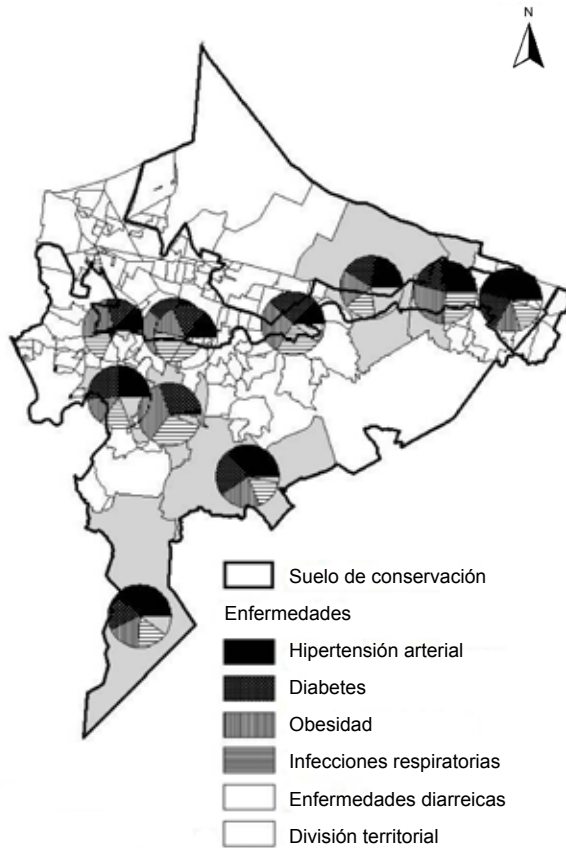 N
Suelo de conservación
Enfermedades
Hipertensión arterial
Diabetes
Obesidad
Infecciones respiratorias
Enfermedades diarreicas
División territorial